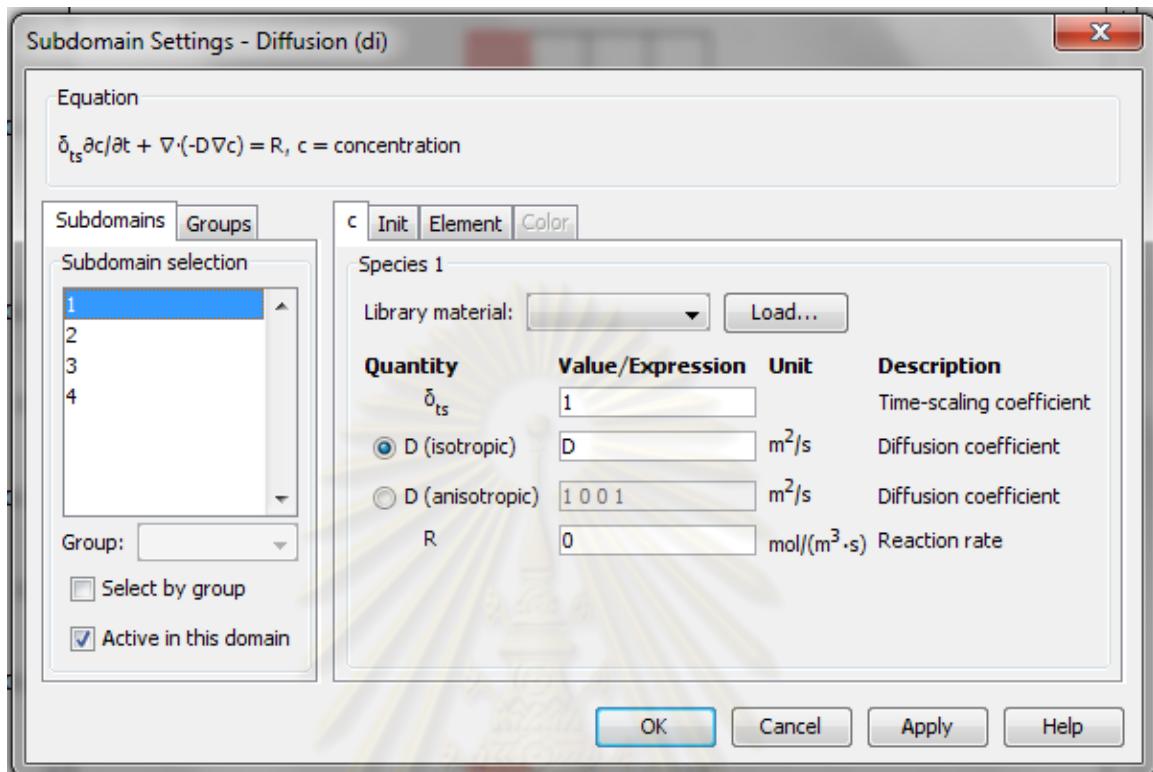 Subdomain Settings - Diffusion (di)
Equation
δts∂c/∂t + ∇·(-D∇c) = R, c = concentration
Subdomains Groups
Subdomain selection
1
2
3
4
Group:
Select by group
Active in this domain
c Init Element Color
Species 1
Library material: Load...
Quantity Value/Expression Unit Description
δts 1 Time-scaling coefficient
D (isotropic) D m²/s Diffusion coefficient
D (anisotropic) 1 0 0 1 m²/s Diffusion coefficient
R 0 mol/(m³·s) Reaction rate
OK Cancel Apply Help